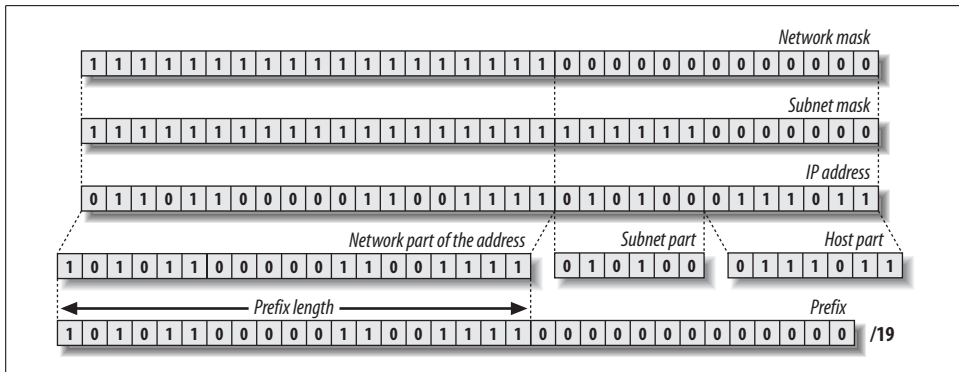 Network mask
1 1 1 1 1 1 1 1 1 1 1 1 1 1 1 1 1 1 1 0 0 0 0 0 0 0 0 0 0 0 0 0
Subnet mask
1 1 1 1 1 1 1 1 1 1 1 1 1 1 1 1 1 1 1 1 1 1 1 1 1 0 0 0 0 0 0 0
IP address
0 1 1 0 1 1 0 0 0 0 0 1 1 0 0 1 1 1 1 0 1 0 1 0 0 0 1 1 1 0 1 1
Network part of the address
Subnet part
Host part
1 0 1 0 1 1 0 0 0 0 0 1 1 0 0 1 1 1 1
0 1 0 1 0 0
0 1 1 1 0 1 1
Prefix length
Prefix
1 0 1 0 1 1 0 0 0 0 0 1 1 0 0 1 1 1 1 0 0 0 0 0 0 0 0 0 0 0 0 0 /19